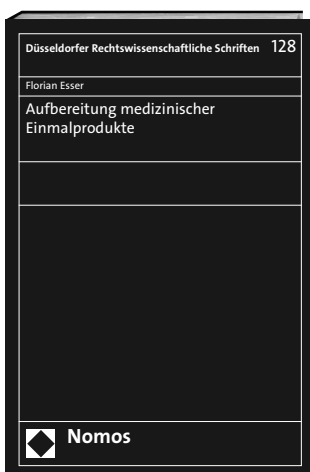 Düsseldorfer Rechtswissenschaftliche Schriften 128
Florian Esser
Aufbereitung medizinischer
Einmalprodukte
Nomos